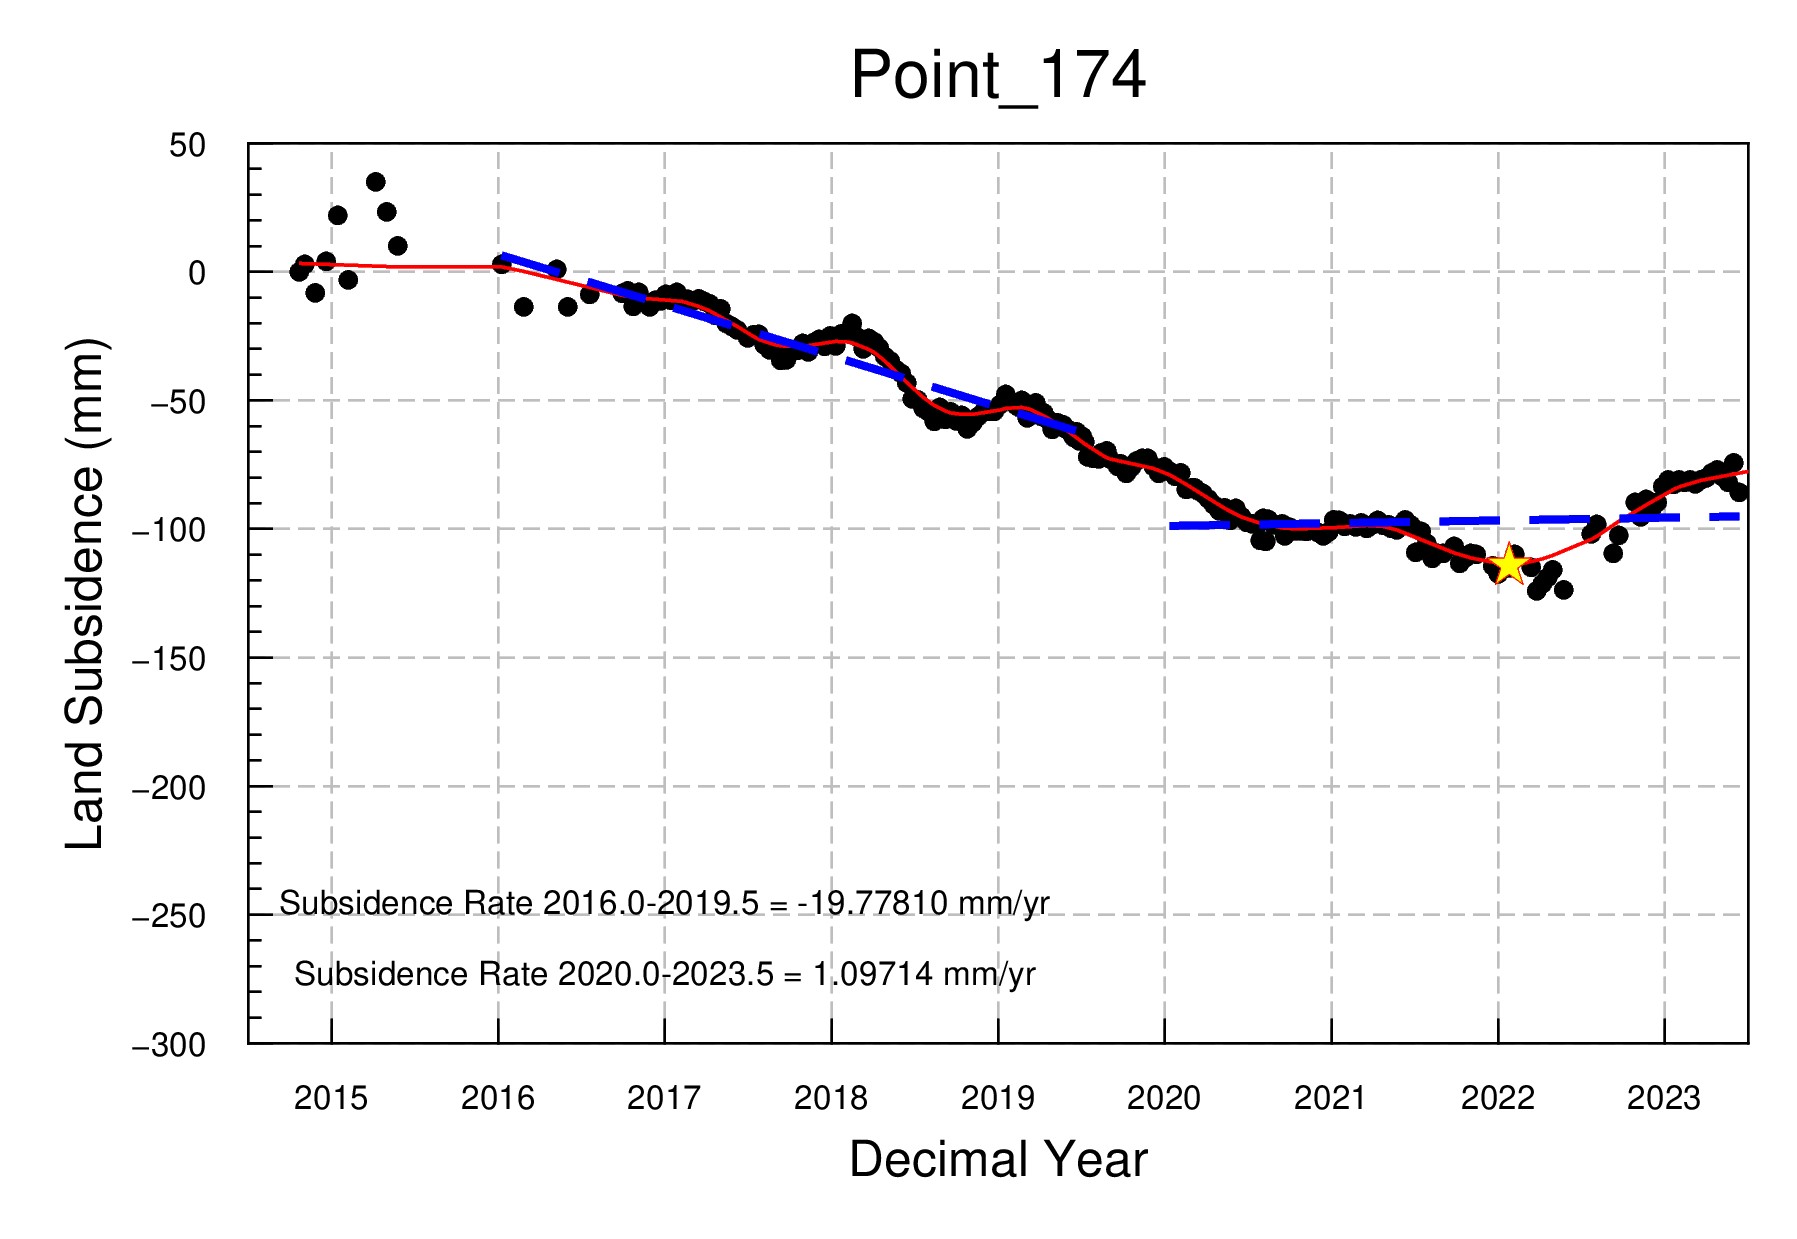 Point_174
50
0
−50
−100
−150
−200
−250
−300
Land Subsidence (mm)
Subsidence Rate 2016.0-2019.5 = -19.77810 mm/yr
Subsidence Rate 2020.0-2023.5 = 1.09714 mm/yr
2015 2016 2017 2018 2019 2020 2021 2022 2023
Decimal Year